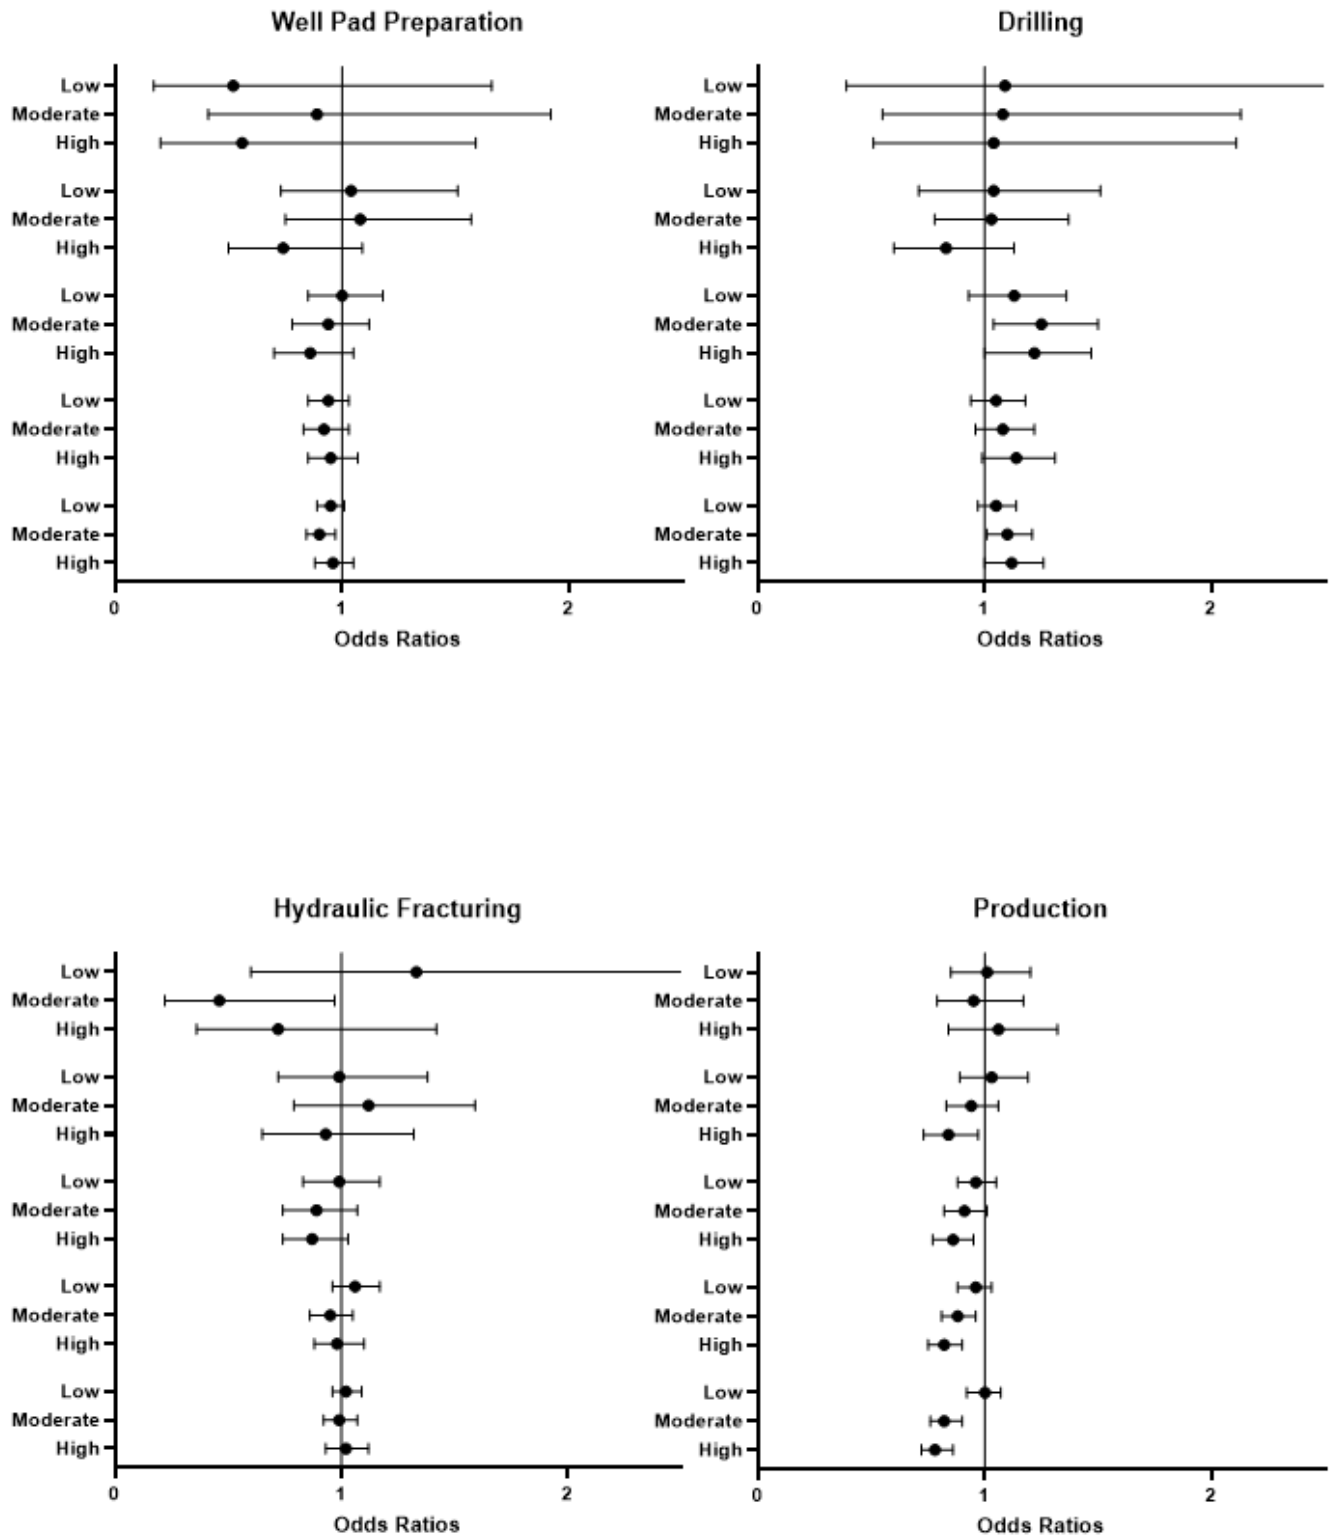 Well Pad Preparation
Low
Moderate
High
Low
Moderate
High
Low
Moderate
High
Low
Moderate
High
Low
Moderate
High
0 1 2
Odds Ratios
Drilling
Low
Moderate
High
Low
Moderate
High
Low
Moderate
High
Low
Moderate
High
Low
Moderate
High
0 1 2
Odds Ratios
Hydraulic Fracturing
Low
Moderate
High
Low
Moderate
High
Low
Moderate
High
Low
Moderate
High
Low
Moderate
High
0 1 2
Odds Ratios
Production
Low
Moderate
High
Low
Moderate
High
Low
Moderate
High
Low
Moderate
High
Low
Moderate
High
0 1 2
Odds Ratios